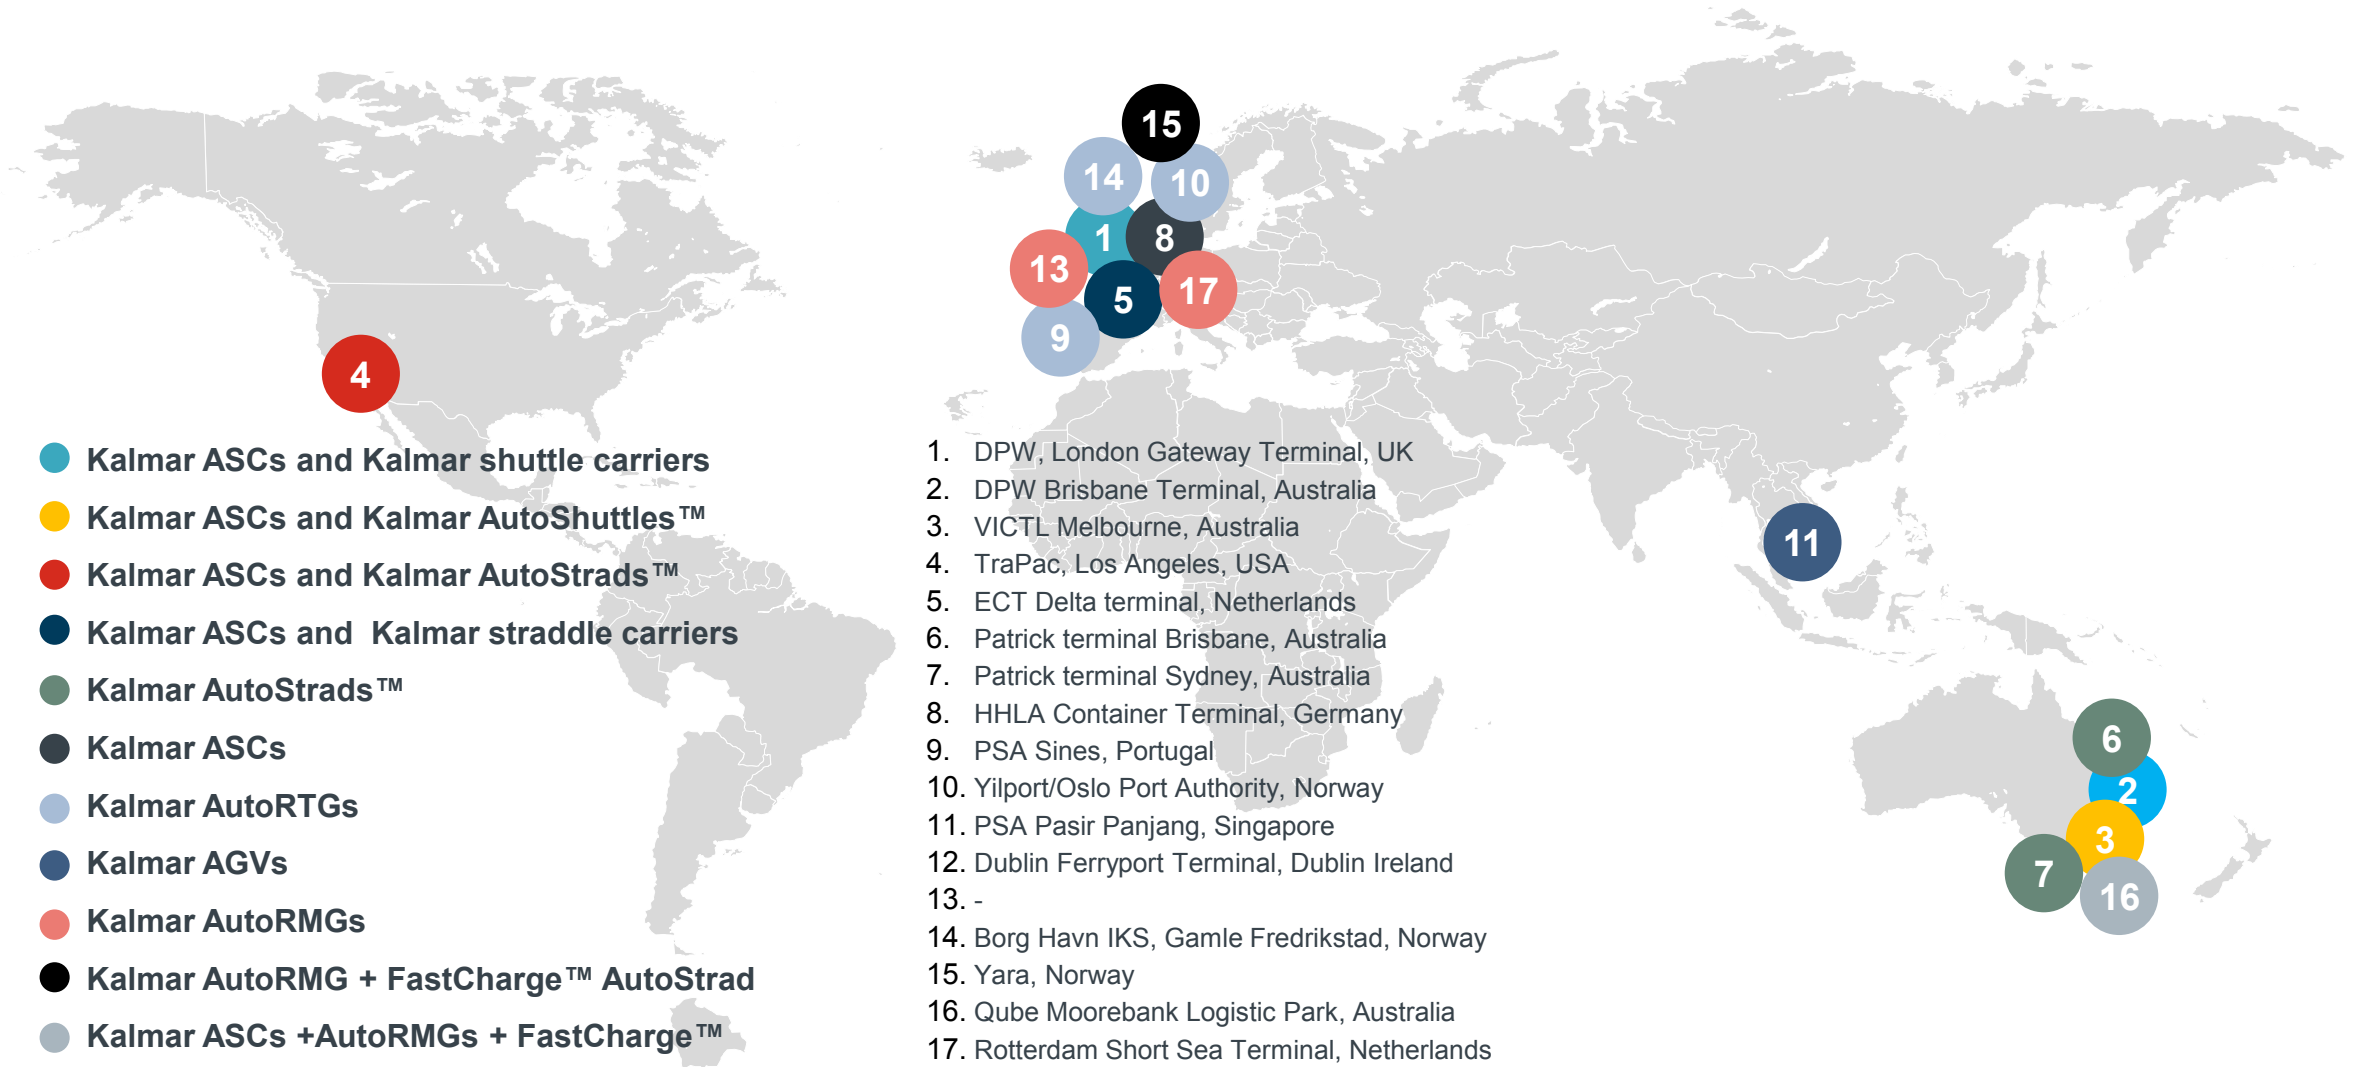 15
14
10
1
8
13
17
5
9
4
11
6
2
3
7
16
Kalmar ASCs and Kalmar shuttle carriers
Kalmar ASCs and Kalmar AutoShuttles™
Kalmar ASCs and Kalmar AutoStrads™
Kalmar ASCs and Kalmar straddle carriers
Kalmar AutoStrads™
Kalmar ASCs
Kalmar AutoRTGs
Kalmar AGVs
Kalmar AutoRMGs
Kalmar AutoRMG + FastCharge™ AutoStrad
Kalmar ASCs +AutoRMGs + FastCharge™
1. DPW, London Gateway Terminal, UK
2. DPW Brisbane Terminal, Australia
3. VICTL Melbourne, Australia
4. TraPac, Los Angeles, USA
5. ECT Delta terminal, Netherlands
6. Patrick terminal Brisbane, Australia
7. Patrick terminal Sydney, Australia
8. HHLA Container Terminal, Germany
9. PSA Sines, Portugal
10. Yilport/Oslo Port Authority, Norway
11. PSA Pasir Panjang, Singapore
12. Dublin Ferryport Terminal, Dublin Ireland
13. -
14. Borg Havn IKS, Gamle Fredrikstad, Norway
15. Yara, Norway
16. Qube Moorebank Logistic Park, Australia
17. Rotterdam Short Sea Terminal, Netherlands